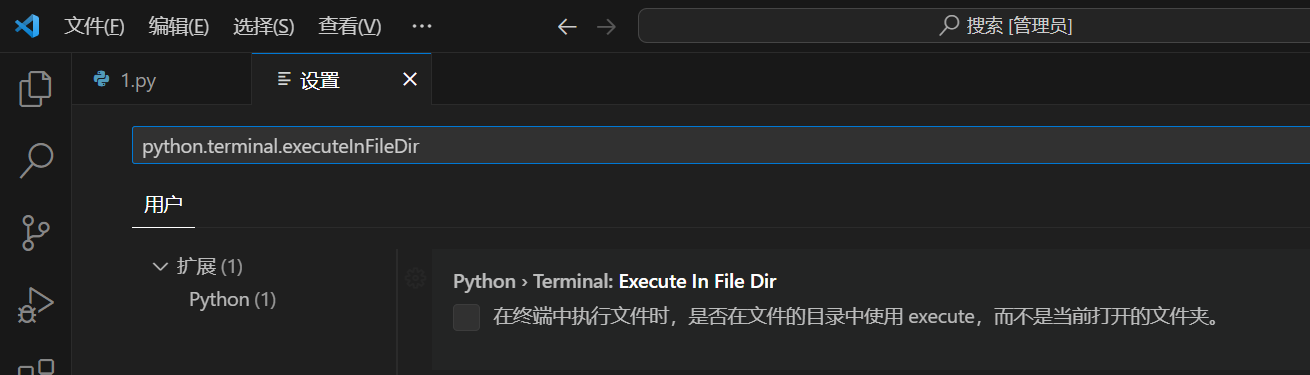 文件(F) 编辑(E) 选择(S) 查看(V) ··· 搜索 [管理员]
1.py 设置
python.terminal.executeInFileDir
用户
扩展 (1)
Python (1)
Python › Terminal: Execute In File Dir
在终端中执行文件时，是否在文件的目录中使用 execute，而不是当前打开的文件夹。